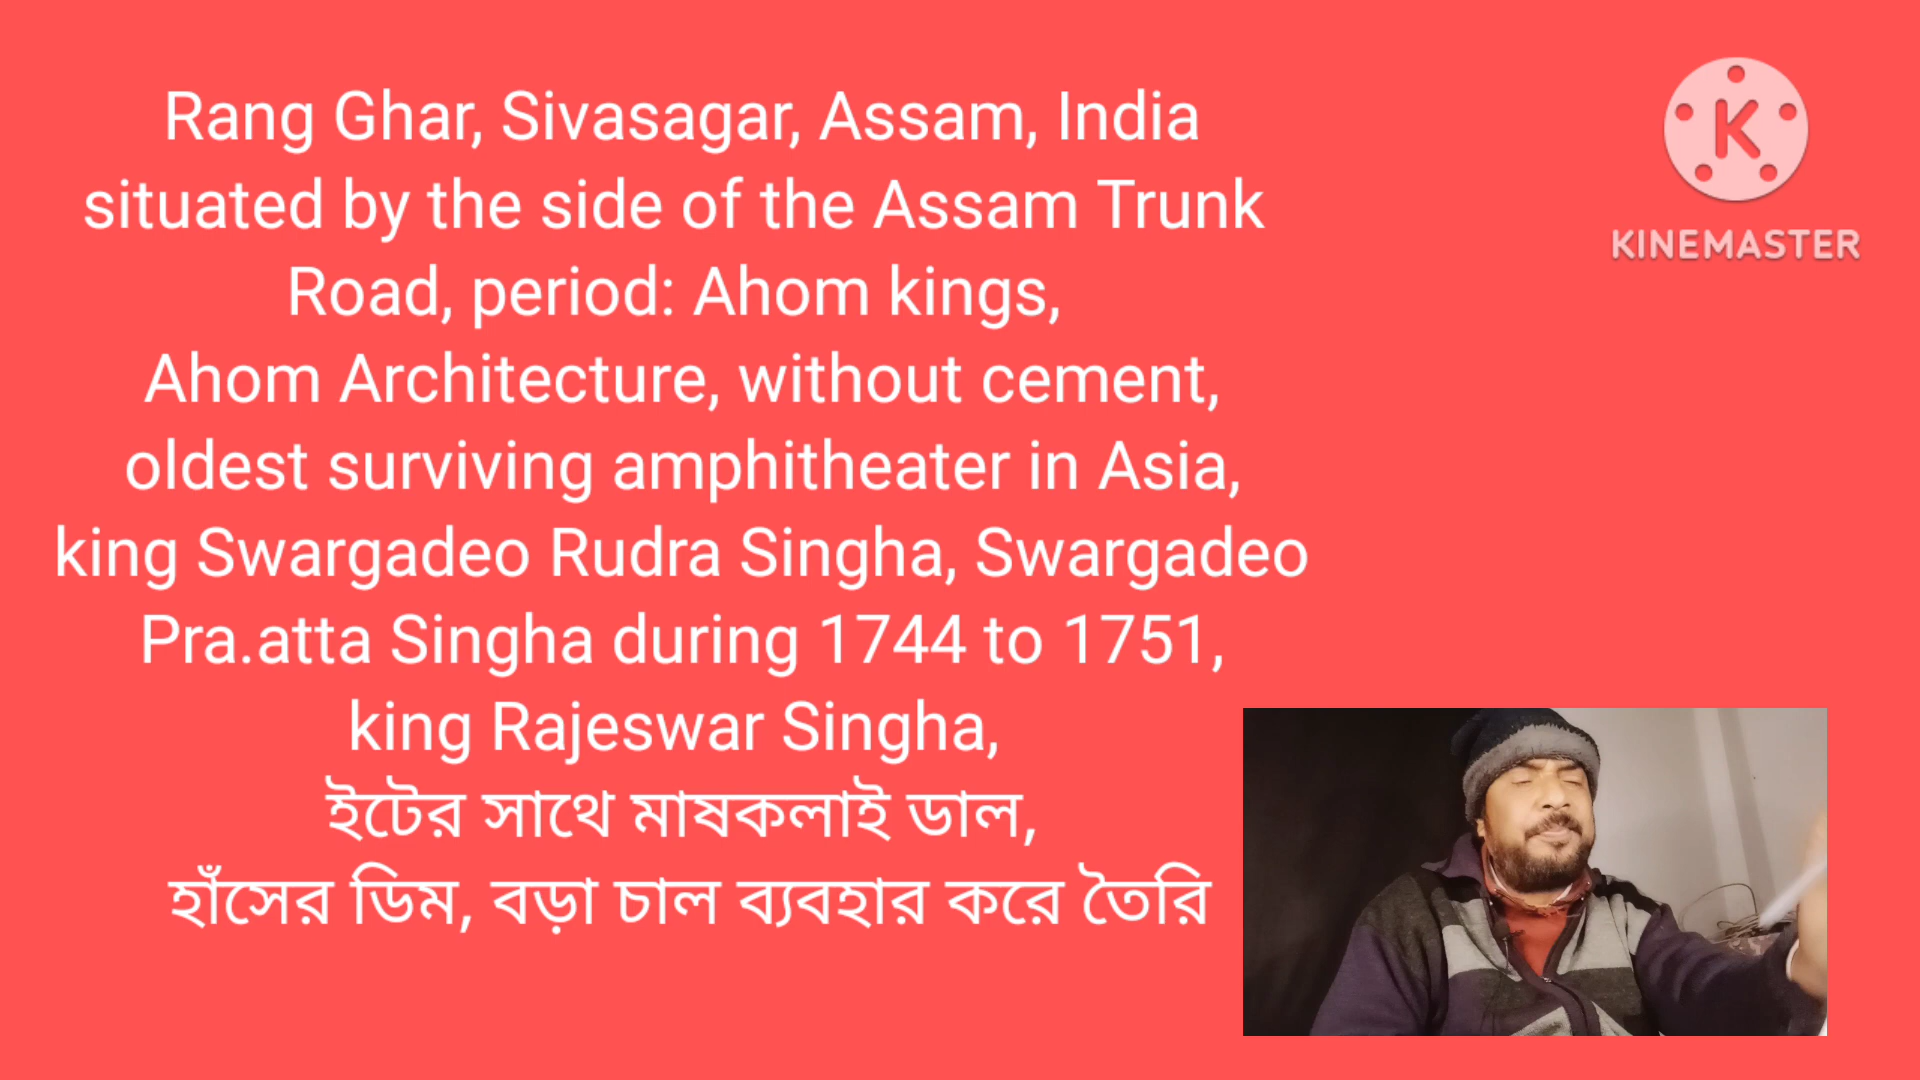 Rang Ghar, Sivasagar, Assam, India
situated by the side of the Assam Trunk
Road, period: Ahom kings,
Ahom Architecture, without cement,
oldest surviving amphitheater in Asia,
king Swargadeo Rudra Singha, Swargadeo
Pra.atta Singha during 1744 to 1751,
king Rajeswar Singha,
ইটের সাথে মাষকলাই ডাল,
হাঁসের ডিম, বড়া চাল ব্যবহার করে তৈরি
K
KINEMASTER